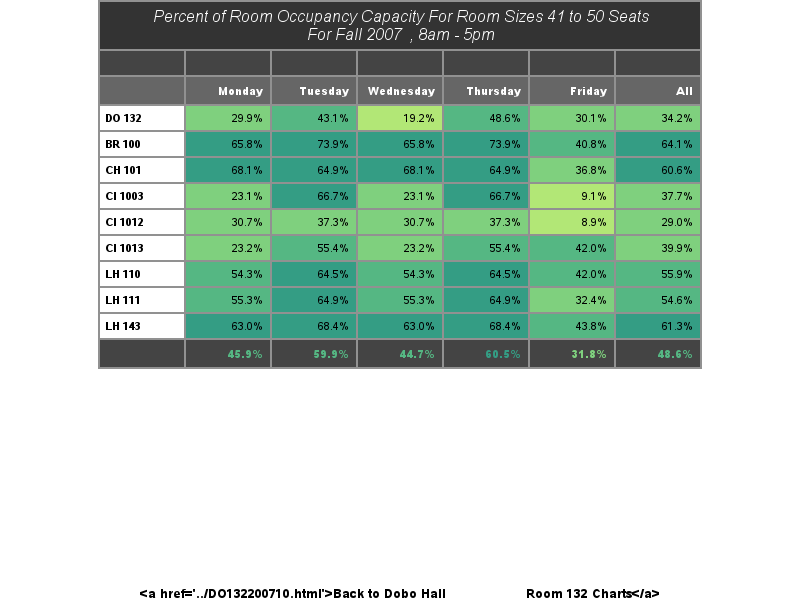 Percent of Room Occupancy Capacity For Room Sizes 41 to 50 Seats
For Fall 2007 , 8am - 5pm
Monday Tuesday Wednesday Thursday Friday All
DO 132 29.9% 43.1% 19.2% 48.6% 30.1% 34.2%
BR 100 65.8% 73.9% 65.8% 73.9% 40.8% 64.1%
CH 101 68.1% 64.9% 68.1% 64.9% 36.8% 60.6%
CI 1003 23.1% 66.7% 23.1% 66.7% 9.1% 37.7%
CI 1012 30.7% 37.3% 30.7% 37.3% 8.9% 29.0%
CI 1013 23.2% 55.4% 23.2% 55.4% 42.0% 39.9%
LH 110 54.3% 64.5% 54.3% 64.5% 42.0% 55.9%
LH 111 55.3% 64.9% 55.3% 64.9% 32.4% 54.6%
LH 143 63.0% 68.4% 63.0% 68.4% 43.8% 61.3%
45.9% 59.9% 44.7% 60.5% 31.8% 48.6%
<a href='../DO132200710.html'>Back to Dobo Hall Room 132 Charts</a>